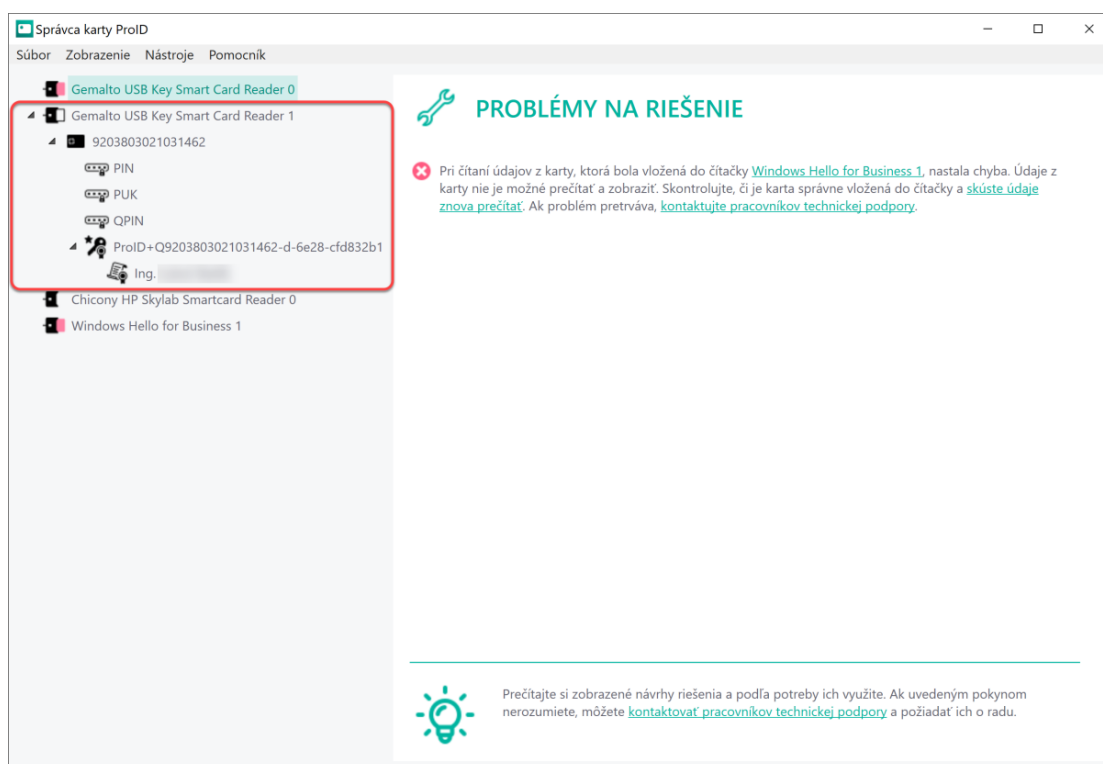 Správca karty ProID
Súbor Zobrazenie Nástroje Pomocník
Gemalto USB Key Smart Card Reader 0
Gemalto USB Key Smart Card Reader 1
9203803021031462
PIN
PUK
QPIN
ProID+Q9203803021031462-d-6e28-cfd832b1
Ing.
Chicony HP Skylab Smartcard Reader 0
Windows Hello for Business 1
PROBLÉMY NA RIEŠENIE
Pri čítaní údajov z karty, ktorá bola vložená do čítačky Windows Hello for Business 1, nastala chyba. Údaje z
karty nie je možné prečítať a zobraziť. Skontrolujte, či je karta správne vložená do čítačky a skúste údaje
znova prečítať. Ak problém pretrváva, kontaktujte pracovníkov technickej podpory.
Prečítajte si zobrazené návrhy riešenia a podľa potreby ich využite. Ak uvedeným pokynom
nerozumiete, môžete kontaktovať pracovníkov technickej podpory a požiadať ich o radu.